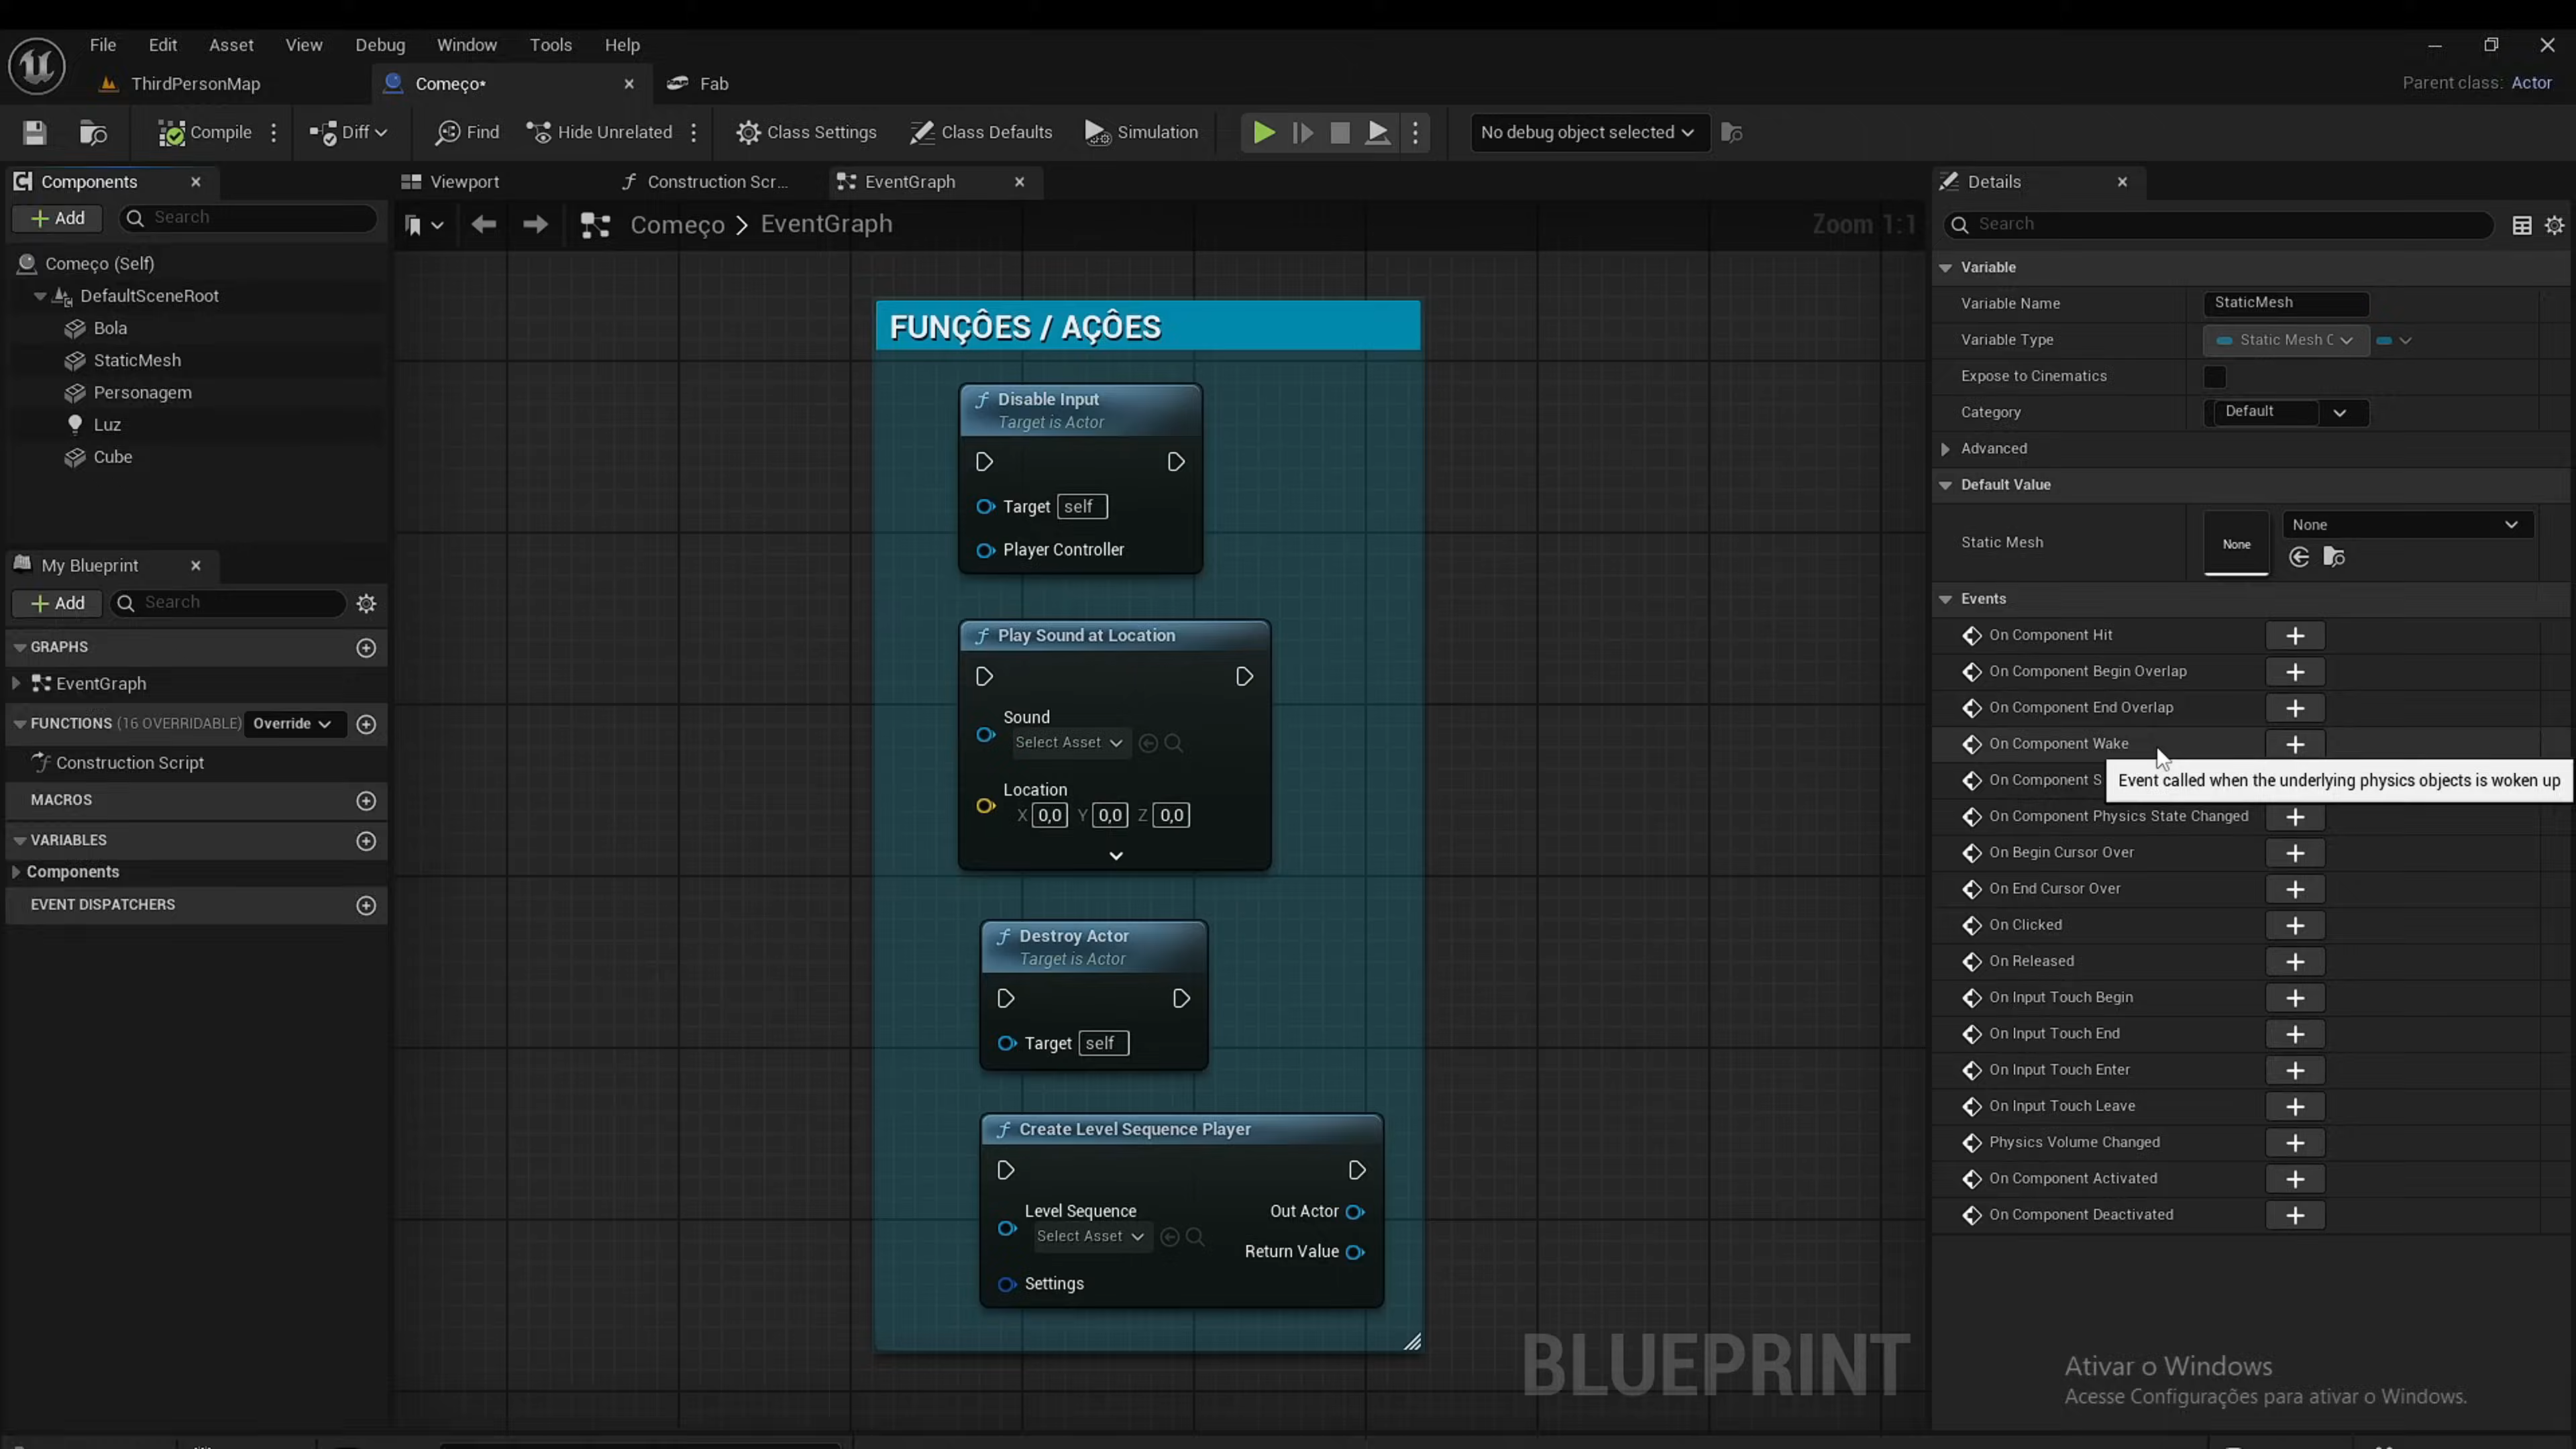 File Edit Asset View Debug Window Tools Help
ThirdPersonMap Começo* Fab Parent class: Actor
Compile Diff Find Hide Unrelated Class Settings Class Defaults Simulation No debug object selected
Components Viewport Construction Scr... EventGraph Details
Add Search Começo > EventGraph Zoom 1:1 Search
Começo (Self)
DefaultSceneRoot
Bola
StaticMesh
Personagem
Luz
Cube
My Blueprint
Add Search
GRAPHS
EventGraph
FUNCTIONS (16 OVERRIDABLE) Override
Construction Script
MACROS
VARIABLES
Components
EVENT DISPATCHERS
FUNÇÔES / AÇÔES
Disable Input
Target is Actor
Target self
Player Controller
Play Sound at Location
Sound
Select Asset
Location
X 0,0 Y 0,0 Z 0,0
Destroy Actor
Target is Actor
Target self
Create Level Sequence Player
Level Sequence Out Actor
Select Asset
Return Value
Settings
BLUEPRINT
Variable
Variable Name StaticMesh
Variable Type Static Mesh C
Expose to Cinematics
Category Default
Advanced
Default Value
Static Mesh None None
Events
On Component Hit
On Component Begin Overlap
On Component End Overlap
On Component Wake
On Component S
Event called when the underlying physics objects is woken up
On Component Physics State Changed
On Begin Cursor Over
On End Cursor Over
On Clicked
On Released
On Input Touch Begin
On Input Touch End
On Input Touch Enter
On Input Touch Leave
Physics Volume Changed
On Component Activated
On Component Deactivated
Ativar o Windows
Acesse Configurações para ativar o Windows.